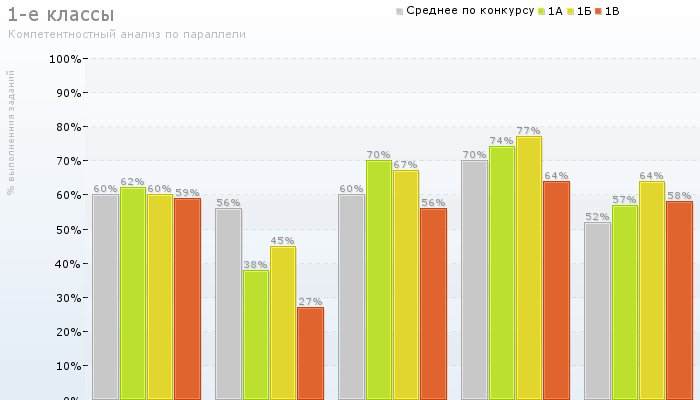 1-е классы
Среднее по конкурсу 1А 1Б 1В
Компетентностный анализ по параллели
% выполненния заданий
100%
90%
80%
70%
60%
50%
40%
30%
20%
10%
0%
60% 62% 60% 59%
56% 38% 45% 27%
60% 70% 67% 56%
70% 74% 77% 64%
52% 57% 64% 58%